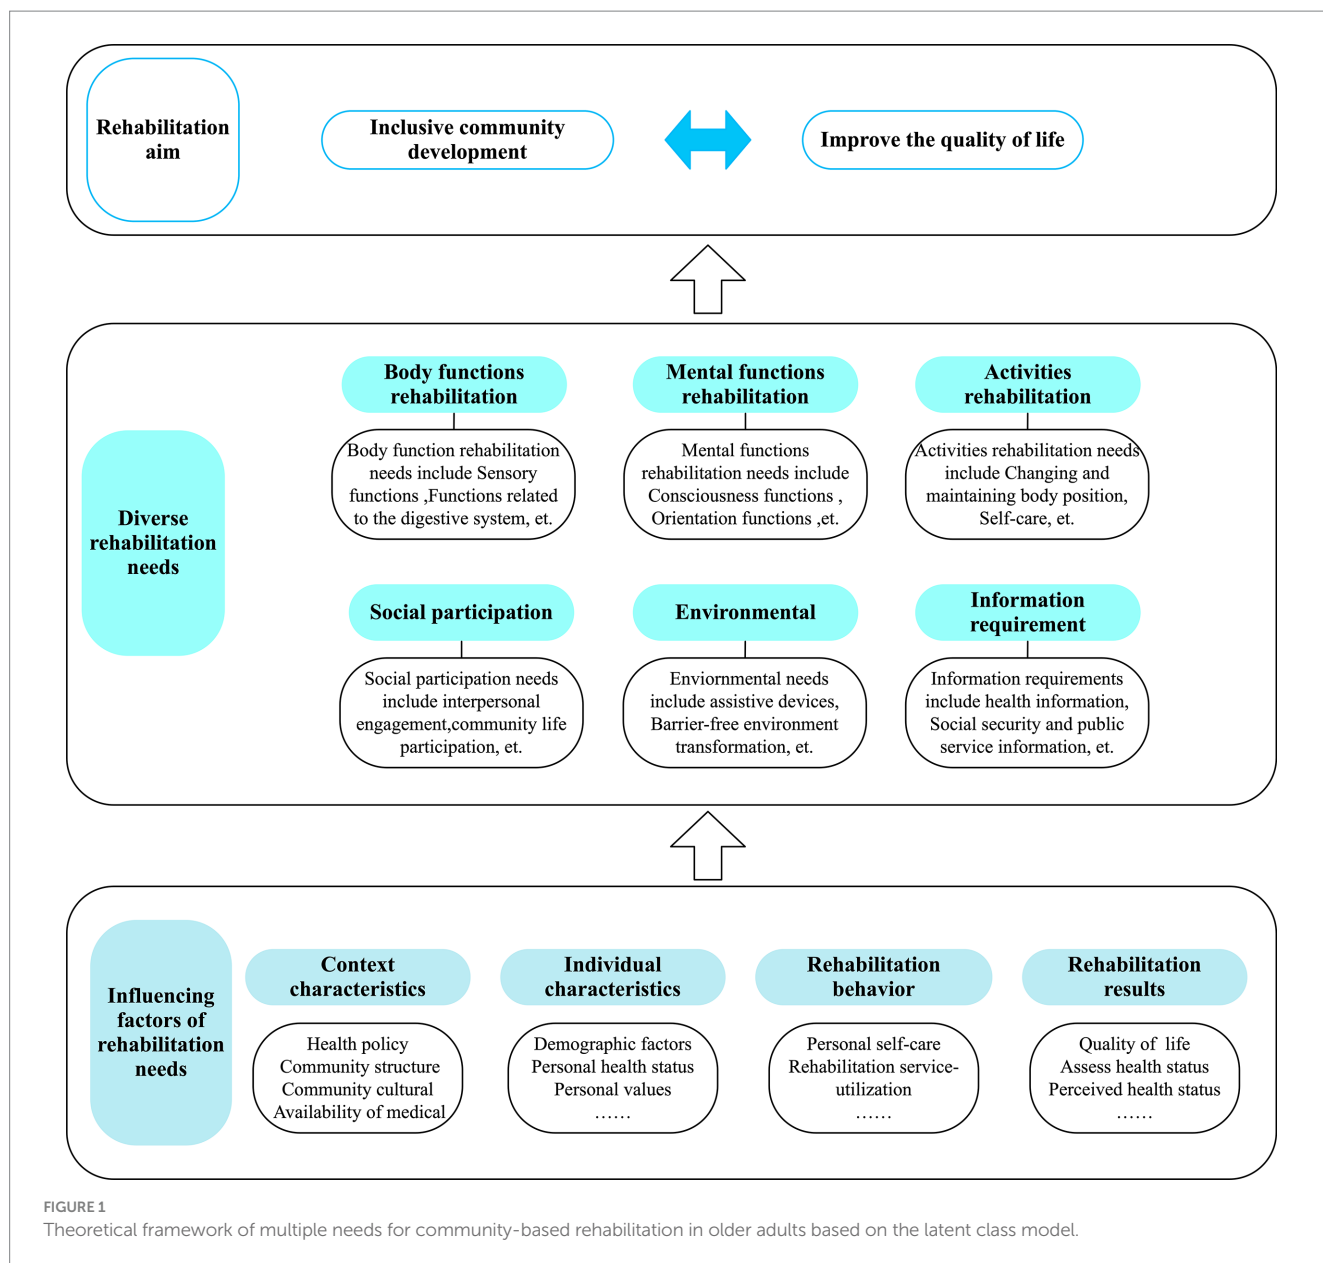 Rehabilitation
aim
Inclusive community
development
Improve the quality of life
Diverse
rehabilitation
needs
Body functions
rehabilitation
Body function rehabilitation
needs include Sensory
functions ,Functions related
to the digestive system, et.
Mental functions
rehabilitation
Mental functions
rehabilitation needs include
Consciousness functions ,
Orientation functions ,et.
Activities
rehabilitation
Activities rehabilitation needs
include Changing and
maintaining body position,
Self-care, et.
Social participation
Social participation needs
include interpersonal
engagement,community life
participation, et.
Environmental
Enviornmental needs
include assistive devices,
Barrier-free environment
transformation, et.
Information
requirement
Information requirements
include health information,
Social security and public
service information, et.
Influencing
factors of
rehabilitation
needs
Context
characteristics
Health policy
Community structure
Community cultural
Availability of medical
Individual
characteristics
Demographic factors
Personal health status
Personal values
……
Rehabilitation
behavior
Personal self-care
Rehabilitation service-
utilization
……
Rehabilitation
results
Quality of life
Assess health status
Perceived health status
……
FIGURE 1
Theoretical framework of multiple needs for community-based rehabilitation in older adults based on the latent class model.